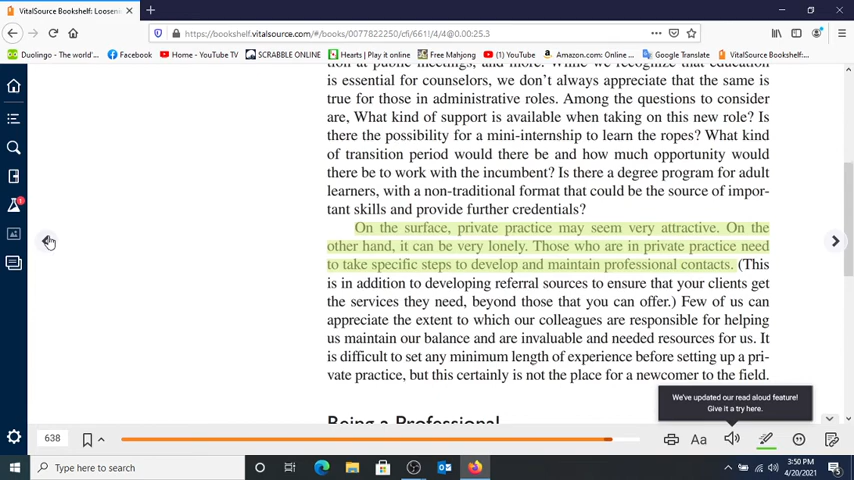 VitalSource Bookshelf: Looseni
https://bookshelf.vitalsource.com/#/books/0077822250/cfi/6611!/4/4@0.00:25.3
Duolingo - The world'... Facebook Home - YouTube TV SCRABBLE ONLINE Hearts | Play it online Free Mahjong (1) YouTube Amazon.com: Online ... Google Translate VitalSource Bookshelf:...
tion at public meetings, and more. While we recognize that education
is essential for counselors, we don't always appreciate that the same is
true for those in administrative roles. Among the questions to consider
are, What kind of support is available when taking on this new role? Is
there the possibility for a mini-internship to learn the ropes? What kind
of transition period would there be and how much opportunity would
there be to work with the incumbent? Is there a degree program for adult
learners, with a non-traditional format that could be the source of impor-
tant skills and provide further credentials?
On the surface, private practice may seem very attractive. On the
other hand, it can be very lonely. Those who are in private practice need
to take specific steps to develop and maintain professional contacts. (This
is in addition to developing referral sources to ensure that your clients get
the services they need, beyond those that you can offer.) Few of us can
appreciate the extent to which our colleagues are responsible for helping
us maintain our balance and are invaluable and needed resources for us. It
is difficult to set any minimum length of experience before setting up a pri-
vate practice, but this certainly is not the place for a newcomer to the field.
We've updated our read aloud feature!
Give it a try here.
Being a Professional
638
Aa
Type here to search
3:50 PM
4/20/2021